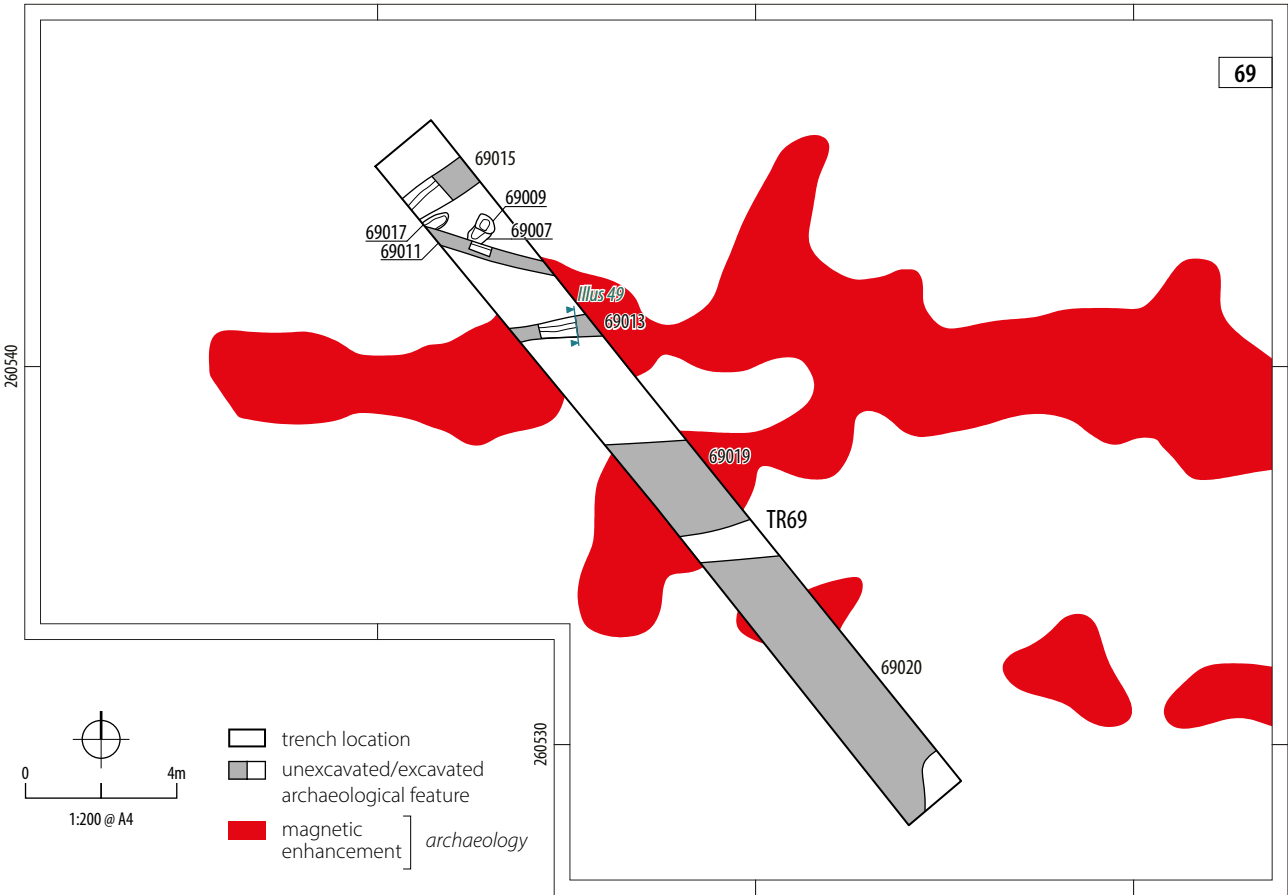 69
69015
69009
69017
69007
69011
Illus 49
69013
260540
69019
TR69
69020
260530
0 4m
1:200 @ A4
trench location
unexcavated/excavated
archaeological feature
magnetic
enhancement
archaeology